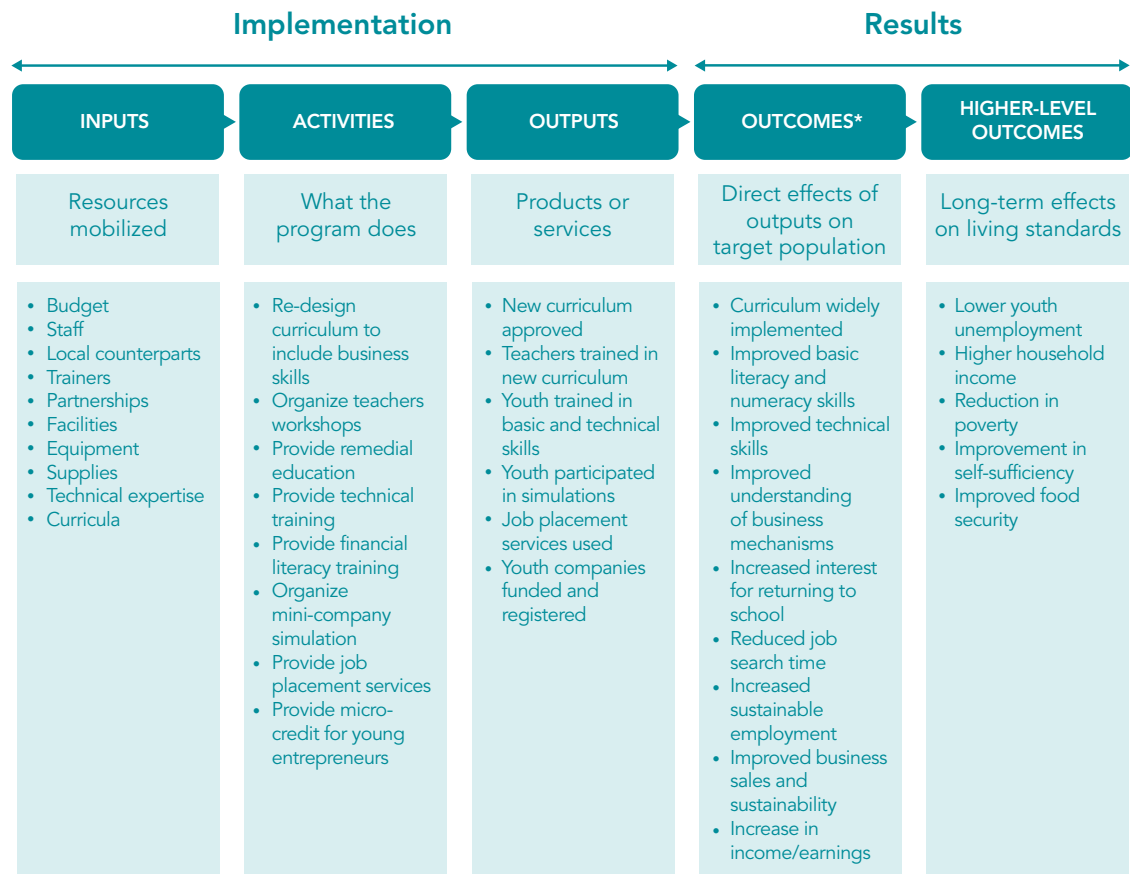 Implementation
Results
INPUTS
ACTIVITIES
OUTPUTS
OUTCOMES*
HIGHER-LEVEL
OUTCOMES
Resources
mobilized
What the
program does
Products or
services
Direct effects of
outputs on
target population
Long-term effects
on living standards
• Budget
• Staff
• Local counterparts
• Trainers
• Partnerships
• Facilities
• Equipment
• Supplies
• Technical expertise
• Curricula
• Re-design
curriculum to
include business
skills
• Organize teachers
workshops
• Provide remedial
education
• Provide technical
training
• Provide financial
literacy training
• Organize
mini-company
simulation
• Provide job
placement services
• Provide micro-
credit for young
entrepreneurs
• New curriculum
approved
• Teachers trained in
new curriculum
• Youth trained in
basic and technical
skills
• Youth participated
in simulations
• Job placement
services used
• Youth companies
funded and
registered
• Curriculum widely
implemented
• Improved basic
literacy and
numeracy skills
• Improved technical
skills
• Improved
understanding
of business
mechanisms
• Increased interest
for returning to
school
• Reduced job
search time
• Increased
sustainable
employment
• Improved business
sales and
sustainability
• Increase in
income/earnings
• Lower youth
unemployment
• Higher household
income
• Reduction in
poverty
• Improvement in
self-sufficiency
• Improved food
security